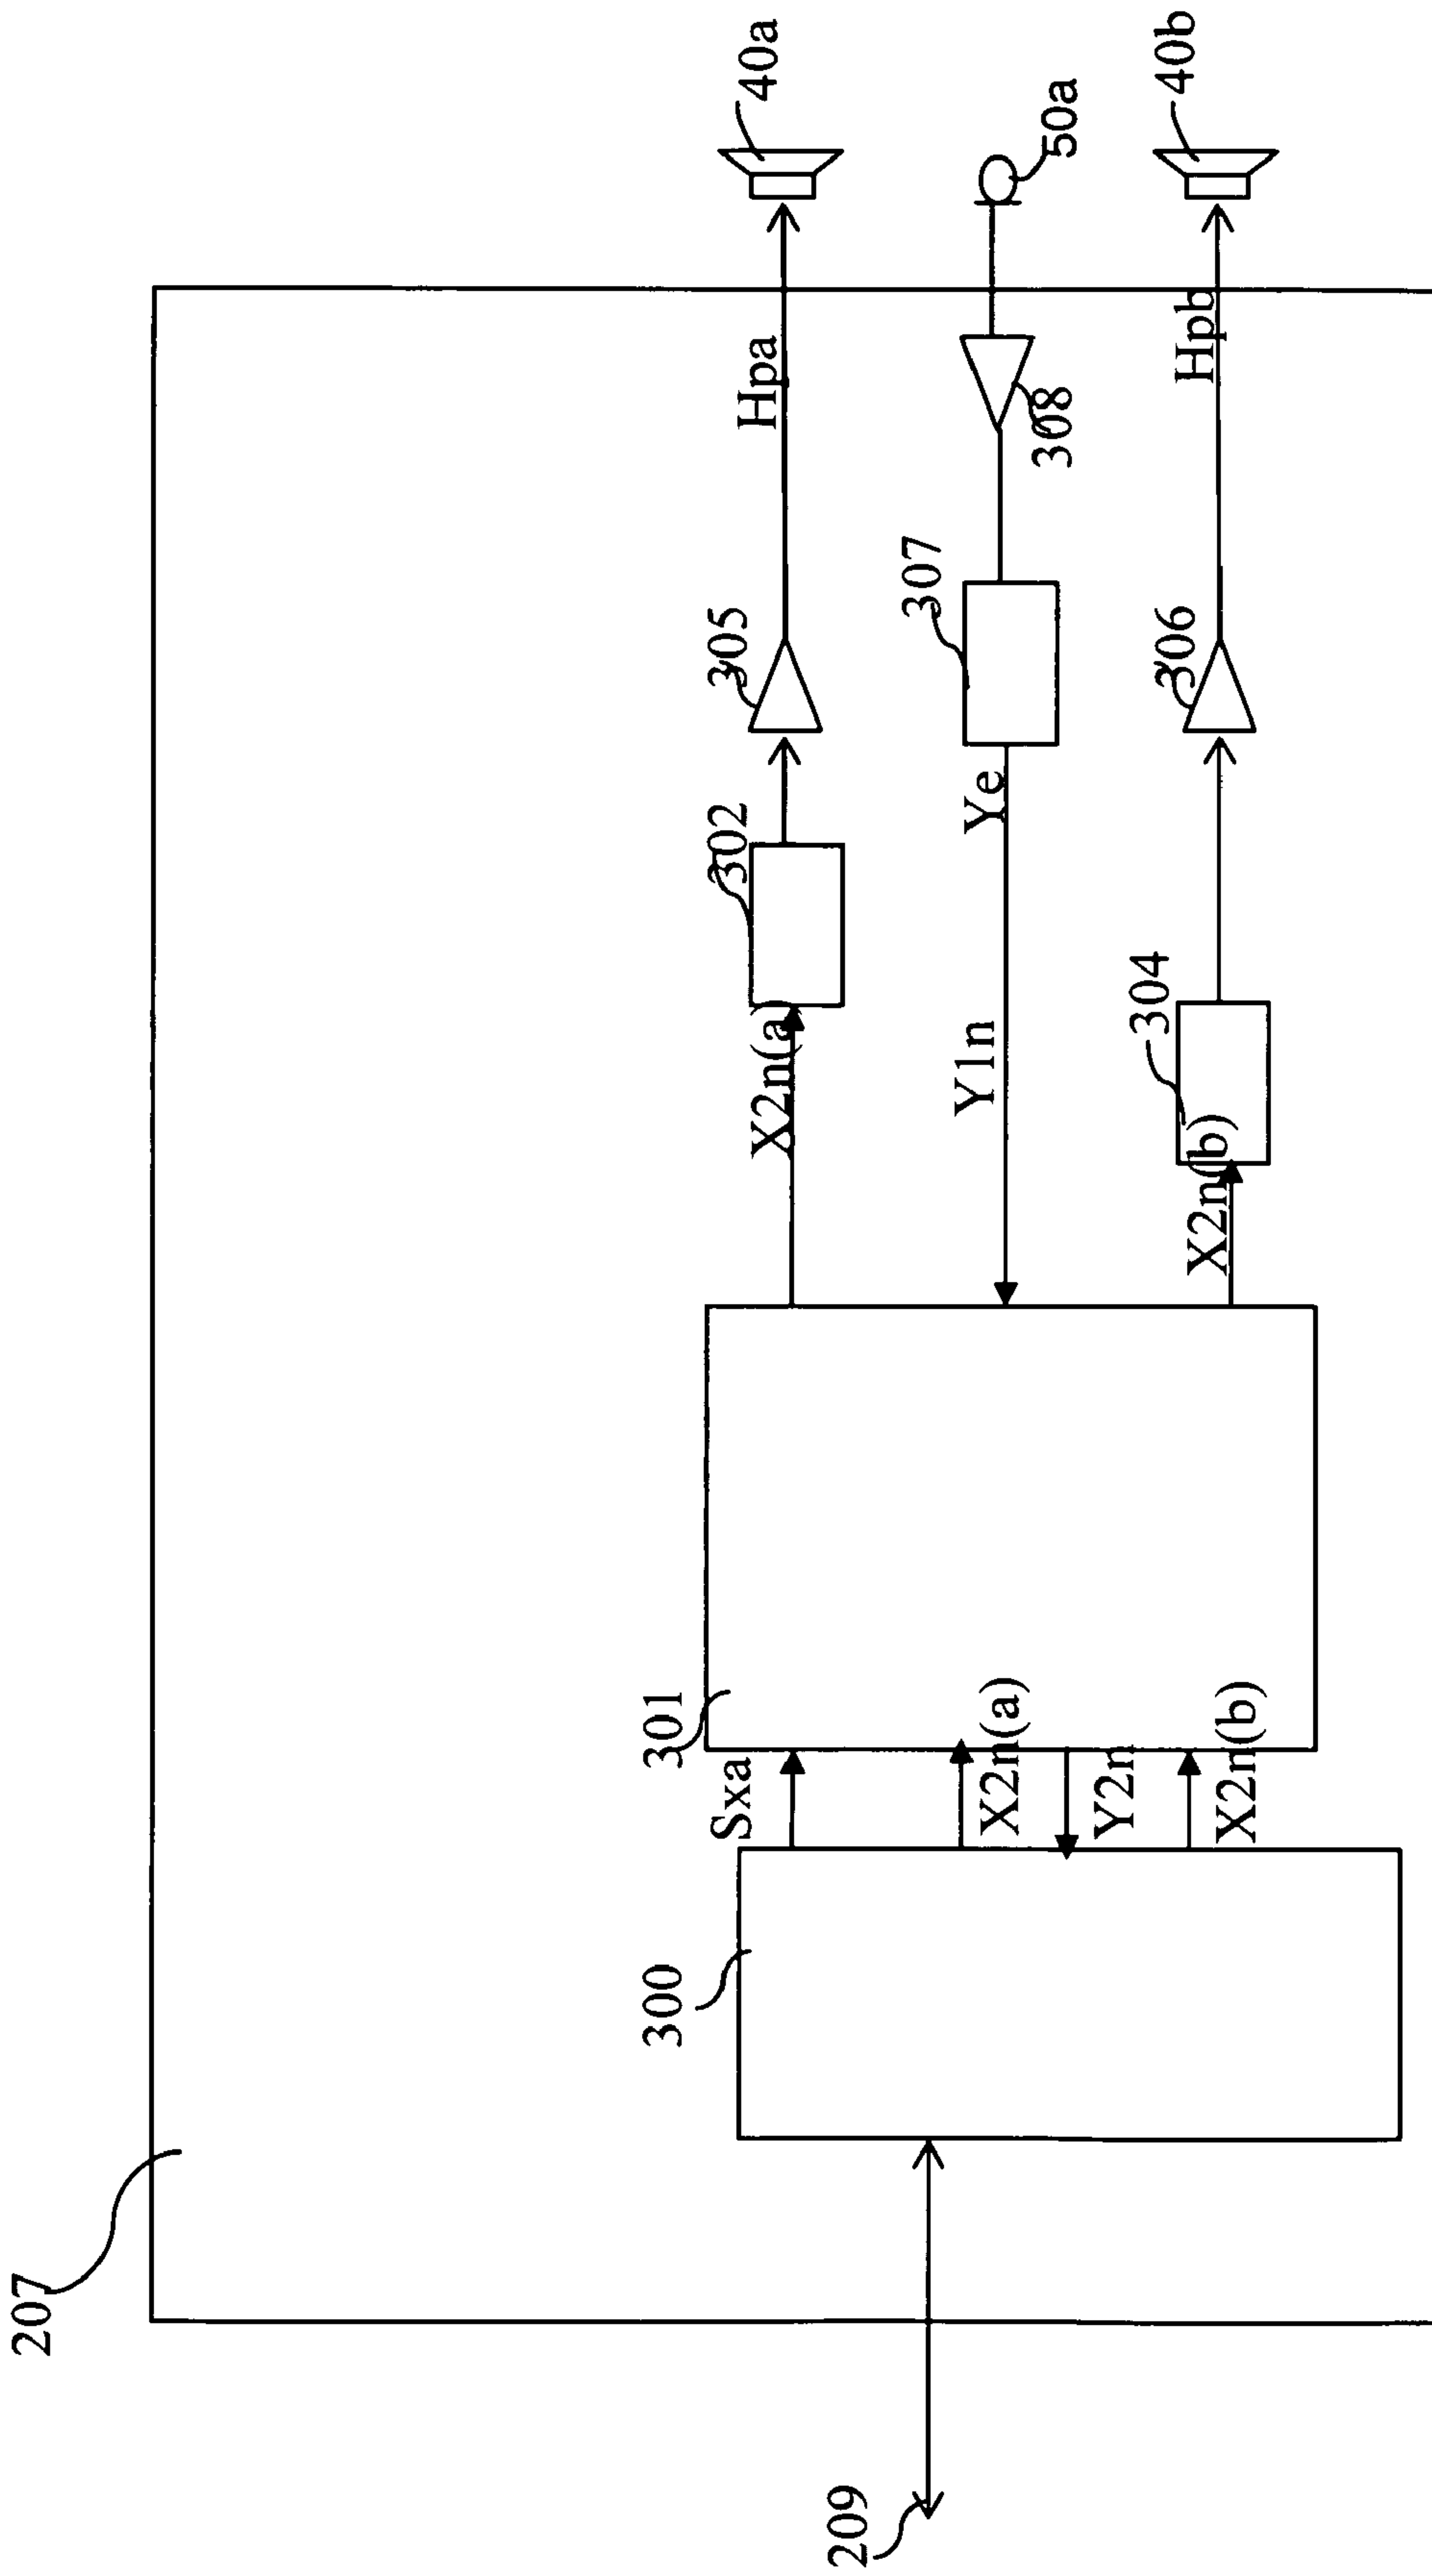 207
209
300
301
Sxa
X2n(a)
Y2n
X2n(b)
X2n(a)
302
305
Hpa
40a
Y1n
Ye
307
308
50a
X2n(b)
304
306
Hpb
40b